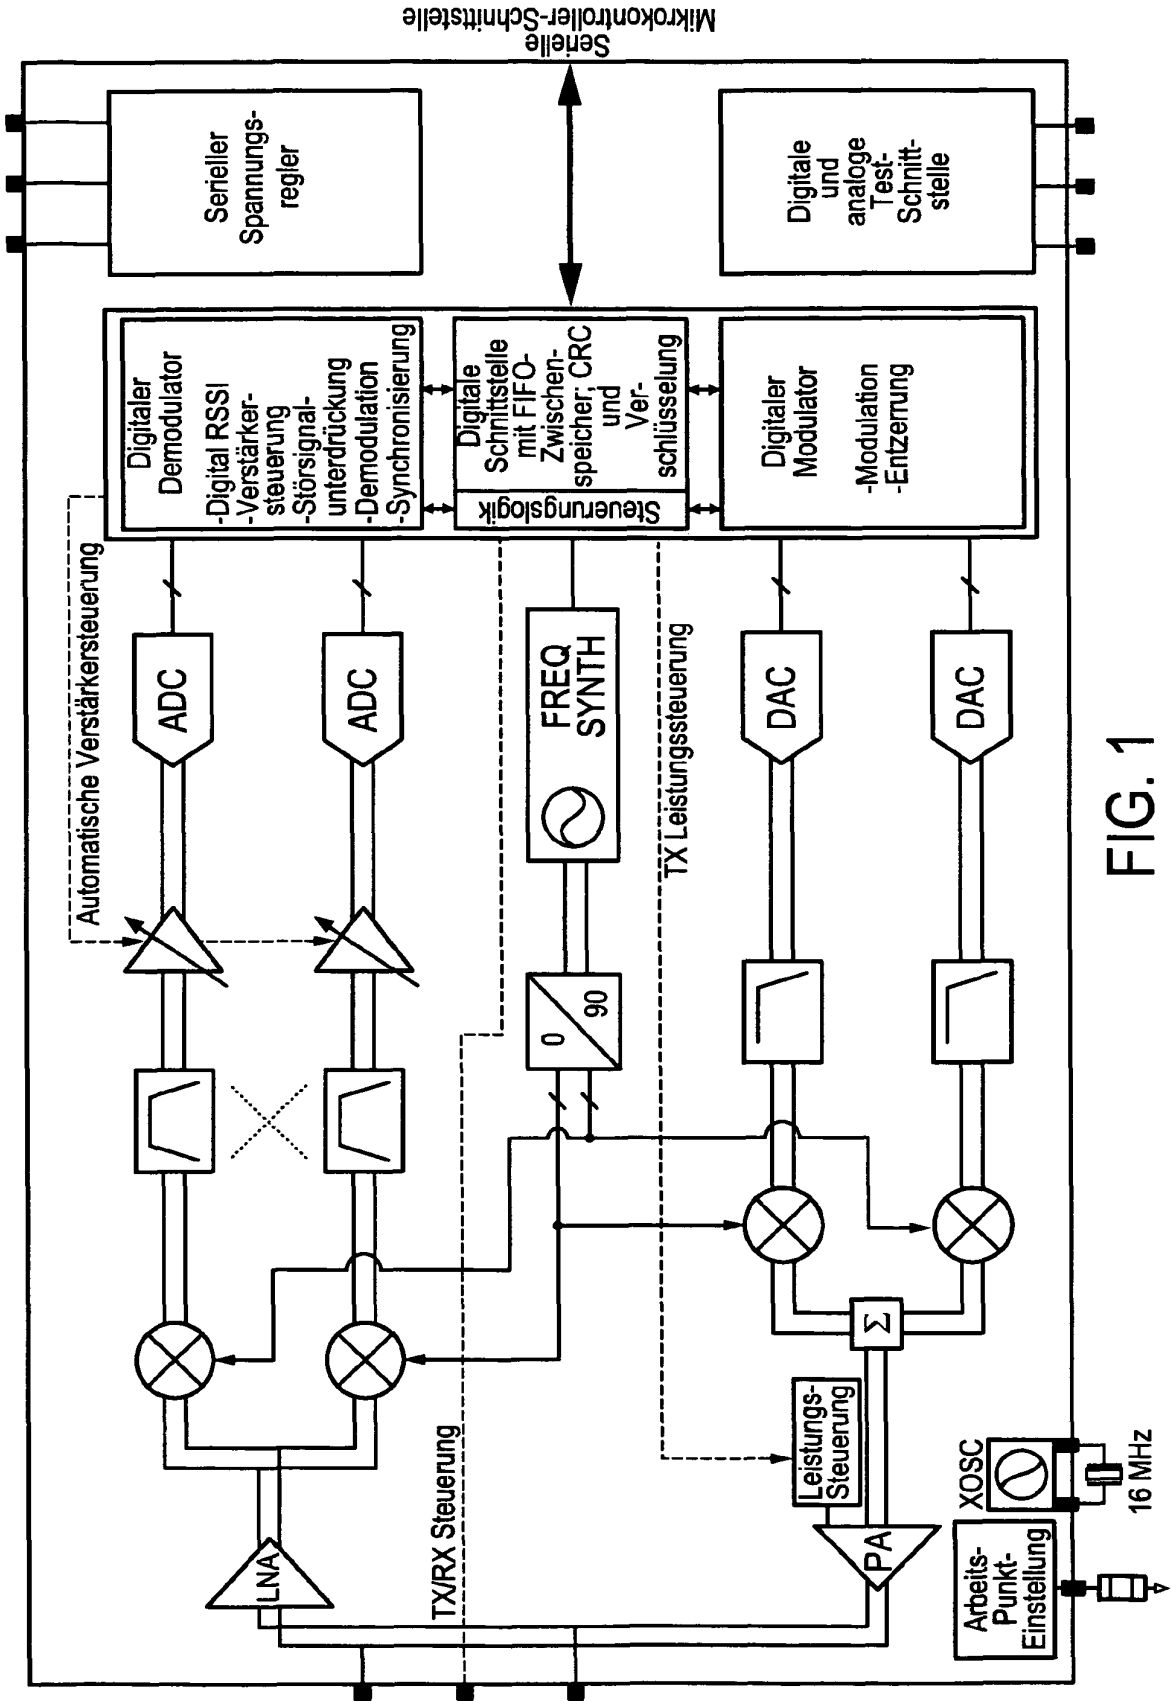 Automatische Verstärkersteuerung
LNA
ADC
ADC
Digitaler
Demodulator
-Digital RSSI
-Verstärker-
steuerung
-Störsignal-
unterdrückung
-Demodulation
-Synchronisierung
Serieller
Spannungs-
regler
TX/RX Steuerung
0
90
FREQ
SYNTH
Steuerungslogik
Digitale
Schnittstelle
mit FIFO-
Zwischen-
speicher; CRC
und
Ver-
schlüsselung
Serielle
Mikrokontroller-Schnittstelle
TX Leistungssteuerung
Leistungs-
Steuerung
PA
Σ
DAC
DAC
Digitaler
Modulator
-Modulation
-Entzerrung
Digitale
und
analoge
Test-
Schnitt-
stelle
Arbeits-
Punkt-
Einstellung
XOSC
16 MHz
FIG. 1